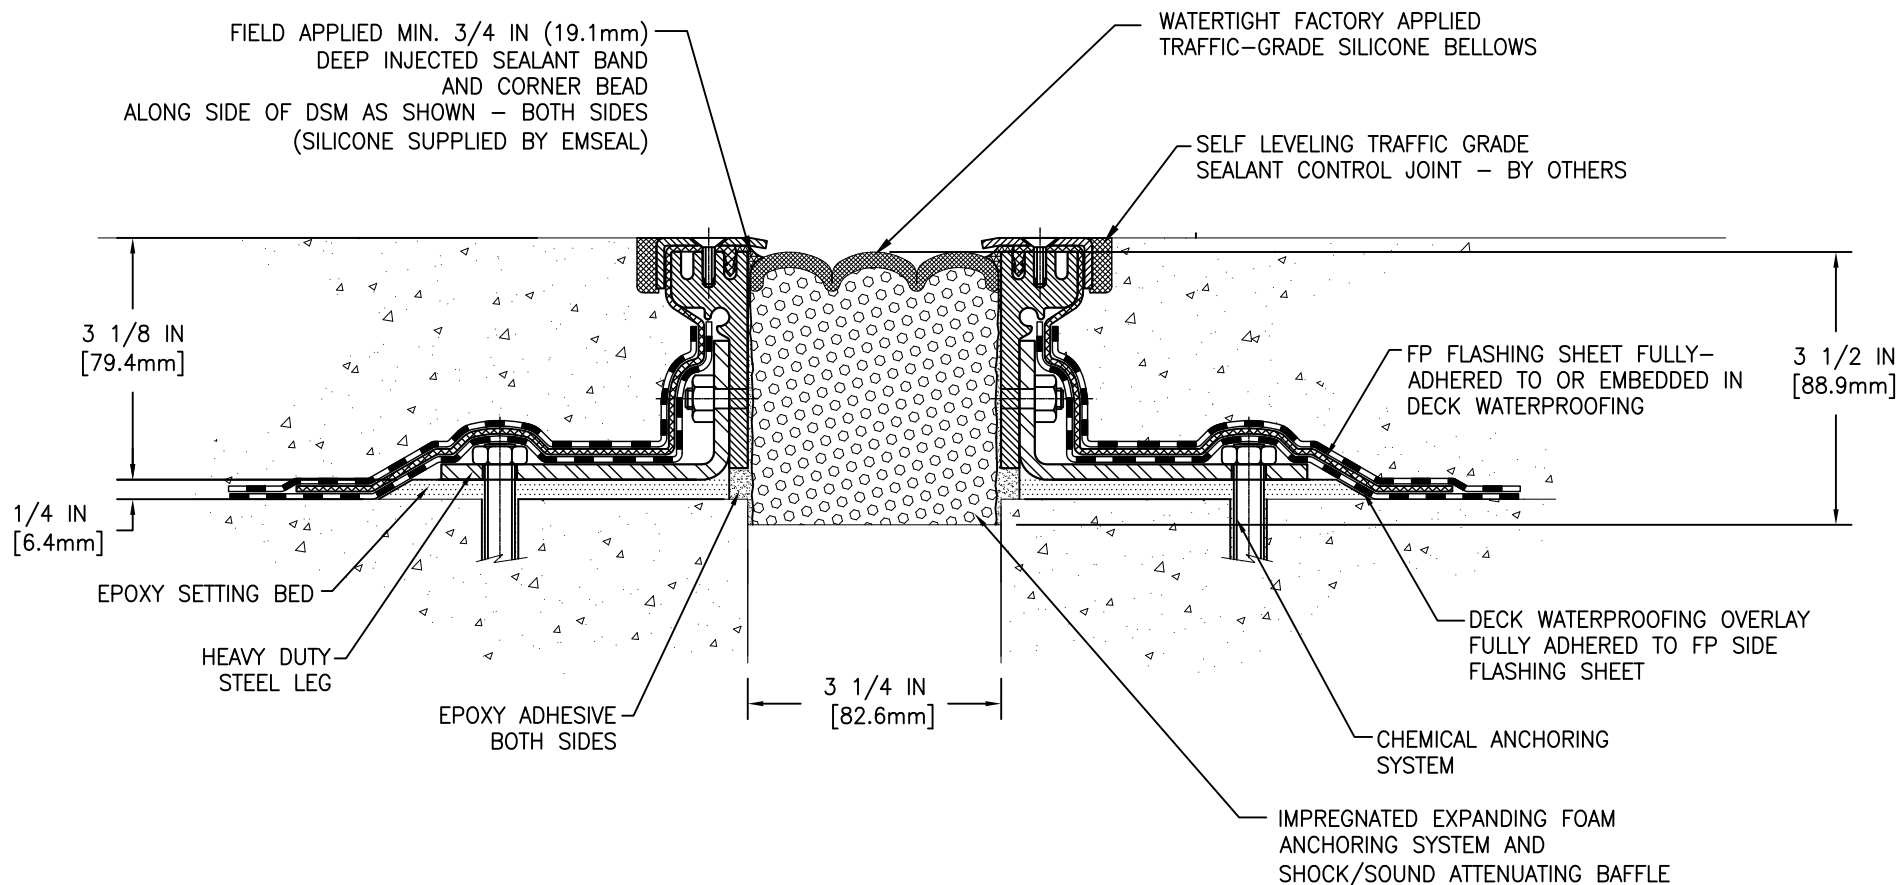 FIELD APPLIED MIN. 3/4 IN (19.1mm)
DEEP INJECTED SEALANT BAND
AND CORNER BEAD
ALONG SIDE OF DSM AS SHOWN – BOTH SIDES
(SILICONE SUPPLIED BY EMSEAL)
WATERTIGHT FACTORY APPLIED
TRAFFIC–GRADE SILICONE BELLOWS
SELF LEVELING TRAFFIC GRADE
SEALANT CONTROL JOINT – BY OTHERS
3 1/8 IN
[79.4mm]
FP FLASHING SHEET FULLY–
ADHERED TO OR EMBEDDED IN
DECK WATERPROOFING
3 1/2 IN
[88.9mm]
1/4 IN
[6.4mm]
EPOXY SETTING BED
HEAVY DUTY
STEEL LEG
EPOXY ADHESIVE
BOTH SIDES
3 1/4 IN
[82.6mm]
DECK WATERPROOFING OVERLAY
FULLY ADHERED TO FP SIDE
FLASHING SHEET
CHEMICAL ANCHORING
SYSTEM
IMPREGNATED EXPANDING FOAM
ANCHORING SYSTEM AND
SHOCK/SOUND ATTENUATING BAFFLE